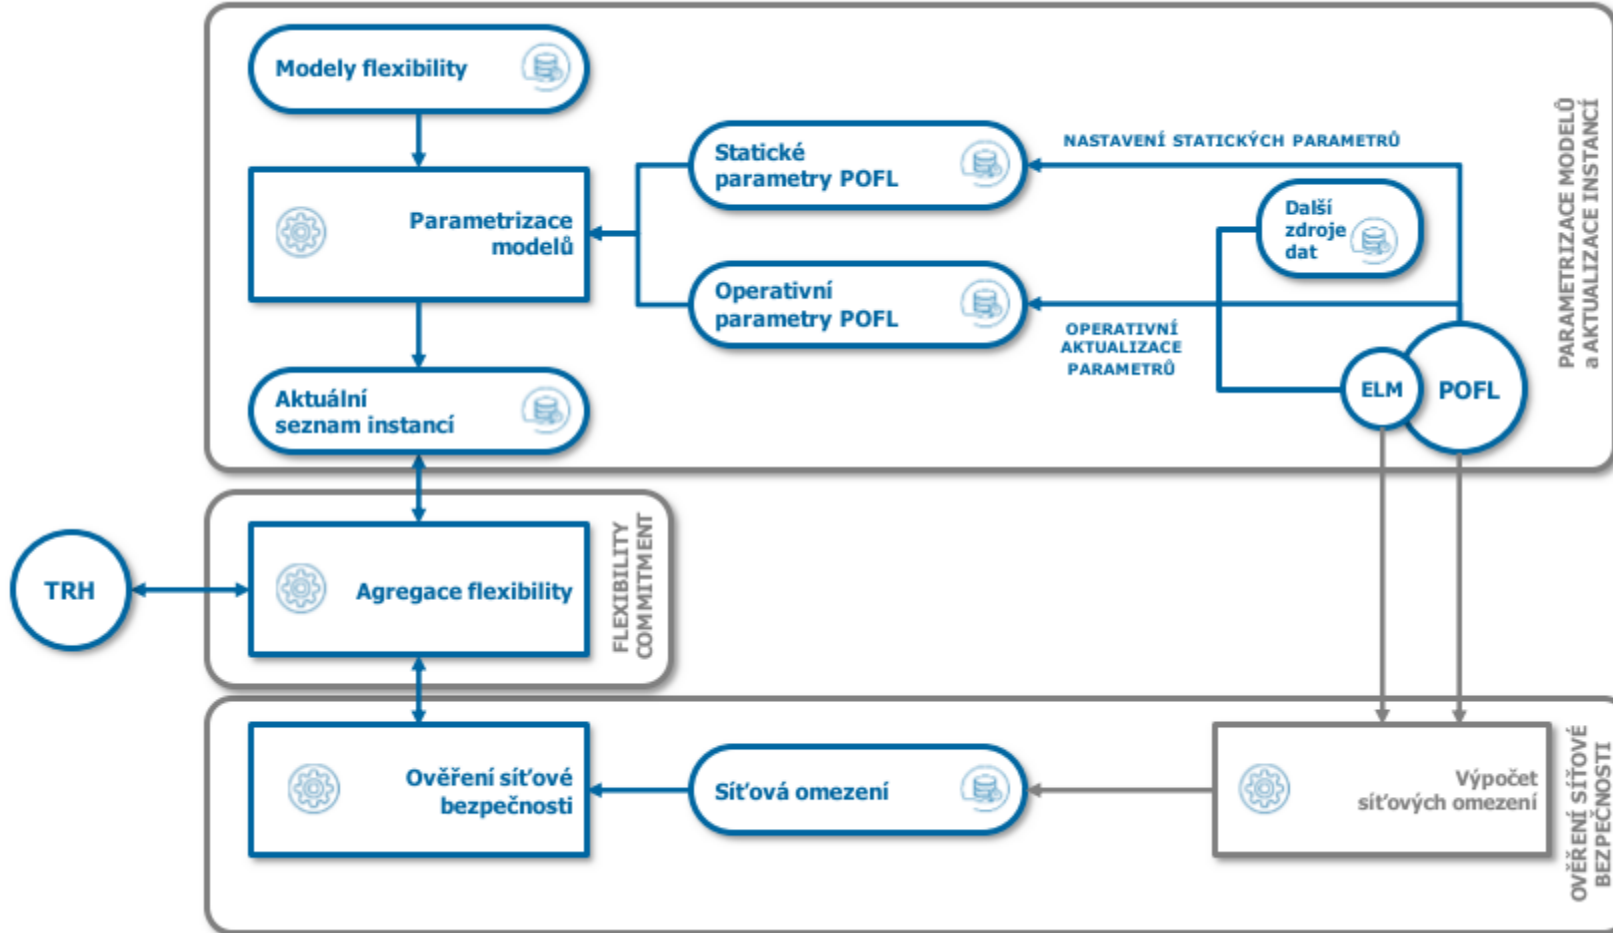 Modely flexibility
Parametrizace
modelů
Aktuální
seznam instancí
Statické
parametry POFL
Operativní
parametry POFL
NASTAVENÍ STATICKÝCH PARAMETRŮ
Další
zdroje
dat
OPERATIVNÍ
AKTUALIZACE
PARAMETRŮ
ELM
POFL
PARAMETRIZACE MODELŮ
a AKTUALIZACE INSTANCÍ
TRH
Agregace flexibility
FLEXIBILITY
COMMITMENT
Ověření síťové
bezpečnosti
Síťová omezení
Výpočet
síťových omezení
OVĚŘENÍ SÍŤOVÉ
BEZPEČNOSTI